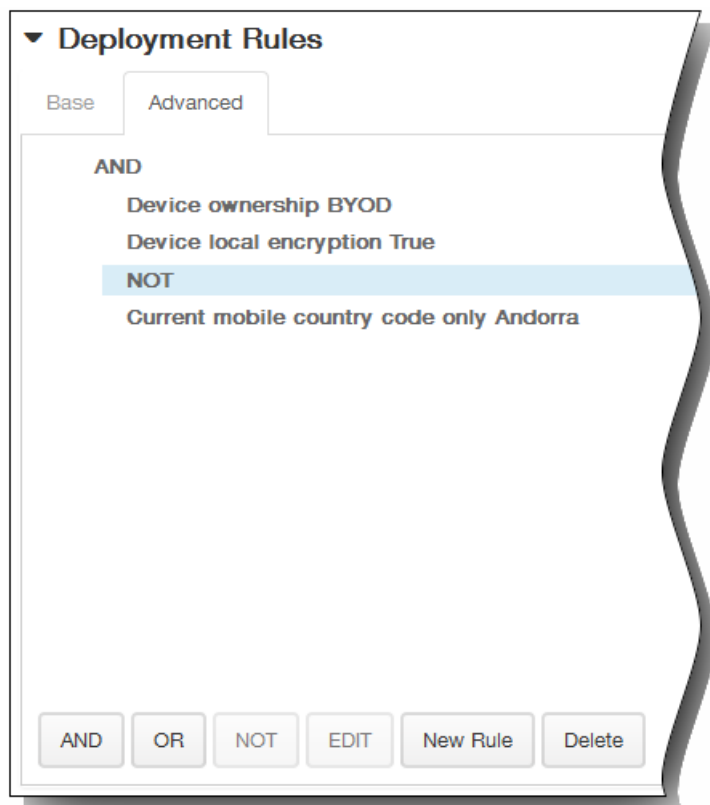 Deployment Rules
Base Advanced
AND
Device ownership BYOD
Device local encryption True
NOT
Current mobile country code only Andorra
AND OR NOT EDIT New Rule Delete